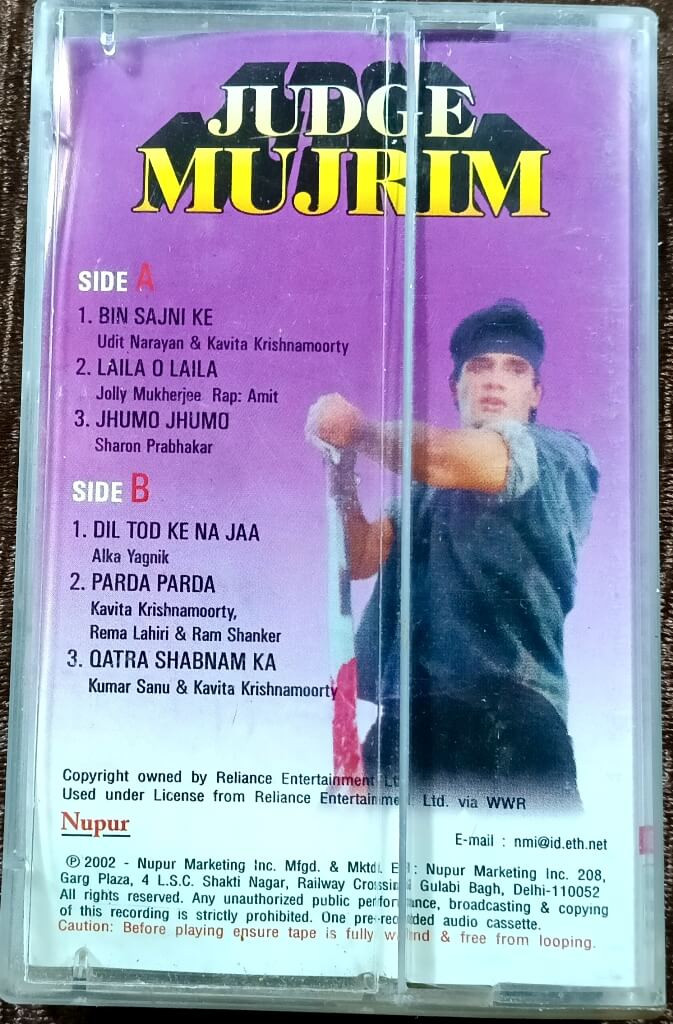 JUDGE
MUJRIM
SIDE A
1. BIN SAJNI KE
Udit Narayan & Kavita Krishnamoorty
2. LAILA O LAILA
Jolly Mukherjee Rap: Amit
3. JHUMO JHUMO
Sharon Prabhakar
SIDE B
1. DIL TOD KE NA JAA
Alka Yagnik
2. PARDA PARDA
Kavita Krishnamoorty,
Rema Lahiri & Ram Shanker
3. QATRA SHABNAM KA
Kumar Sanu & Kavita Krishnamoorty
Copyright owned by Reliance Entertainment Lt
Used under License from Reliance Entertainment Ltd. via WWR
Nupur
E-mail : nmi@id.eth.net
℗ 2002 - Nupur Marketing Inc. Mfgd. & Mktd. : Nupur Marketing Inc. 208,
Garg Plaza, 4 L.S.C. Shakti Nagar, Railway Crossing Gulabi Bagh, Delhi-110052
All rights reserved. Any unauthorized public performance, broadcasting & copying
of this recording is strictly prohibited. One pre-recorded audio cassette.
Caution: Before playing ensure tape is fully wound & free from looping.